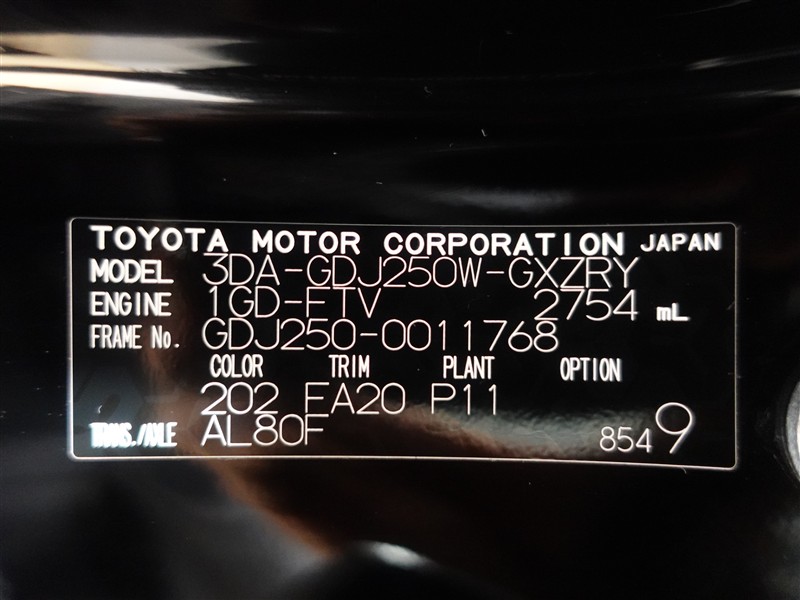 TOYOTA MOTOR CORPORATION JAPAN
MODEL 3DA-GDJ250W-GXZRY
ENGINE 1GD-FTV 2754 mL
FRAME No. GDJ250-0011768
COLOR TRIM PLANT OPTION
202 EA20 P11
TRANS./AXLE AL80F 8549